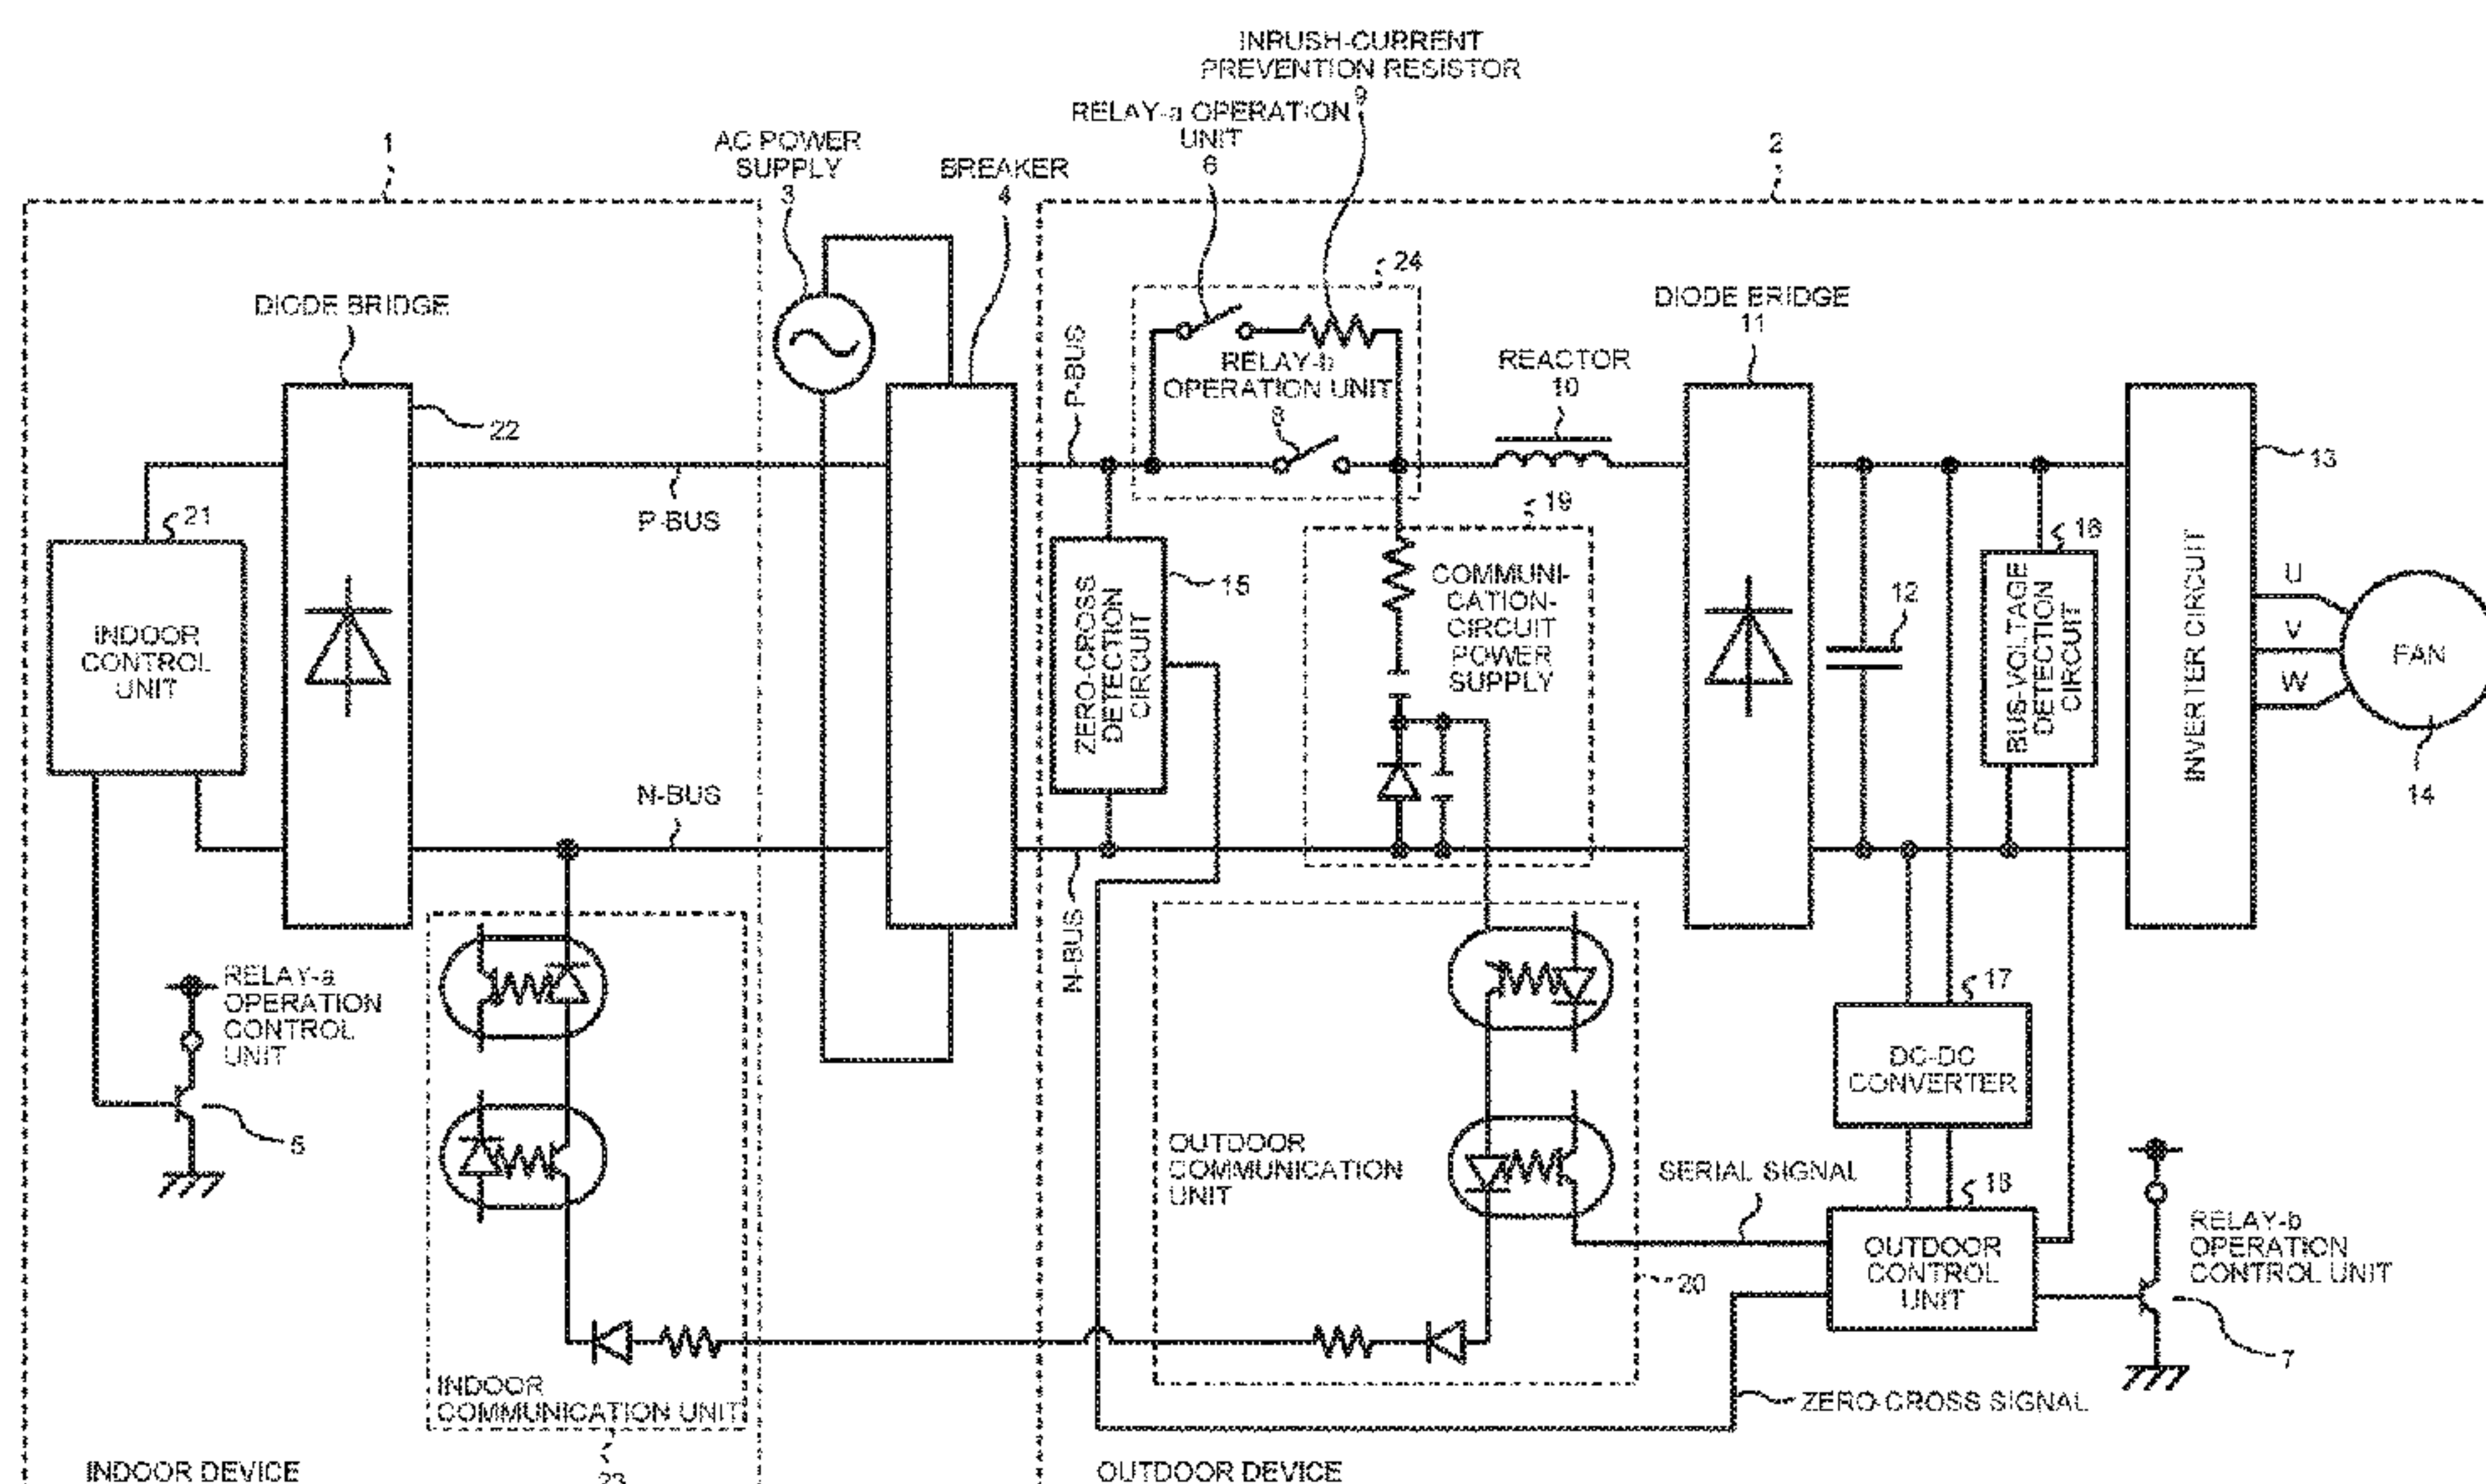 INRUSH-CURRENT
PREVENTION RESISTOR
9
RELAY-a OPERATION
UNIT
6
1
AC POWER
SUPPLY
3
BREAKER
4
2
24
DIODE BRIDGE
22
DIODE BRIDGE
11
P-BUS
RELAY-b
OPERATION UNIT
8
REACTOR
10
13
P-BUS
21
19
16
INDOOR
CONTROL
UNIT
ZERO-CROSS
DETECTION
CIRCUIT
15
COMMUNI-
CATION-
CIRCUIT
POWER
SUPPLY
12
BUS-VOLTAGE
DETECTION
CIRCUIT
INVERTER CIRCUIT
U
V
W
FAN
14
N-BUS
N-BUS
RELAY-a
OPERATION
CONTROL
UNIT
5
17
DC-DC
CONVERTER
OUTDOOR
COMMUNICATION
UNIT
SERIAL SIGNAL
18
OUTDOOR
CONTROL
UNIT
RELAY-b
OPERATION
CONTROL UNIT
20
7
INDOOR
COMMUNICATION UNIT
ZERO-CROSS SIGNAL
23
INDOOR DEVICE
OUTDOOR DEVICE